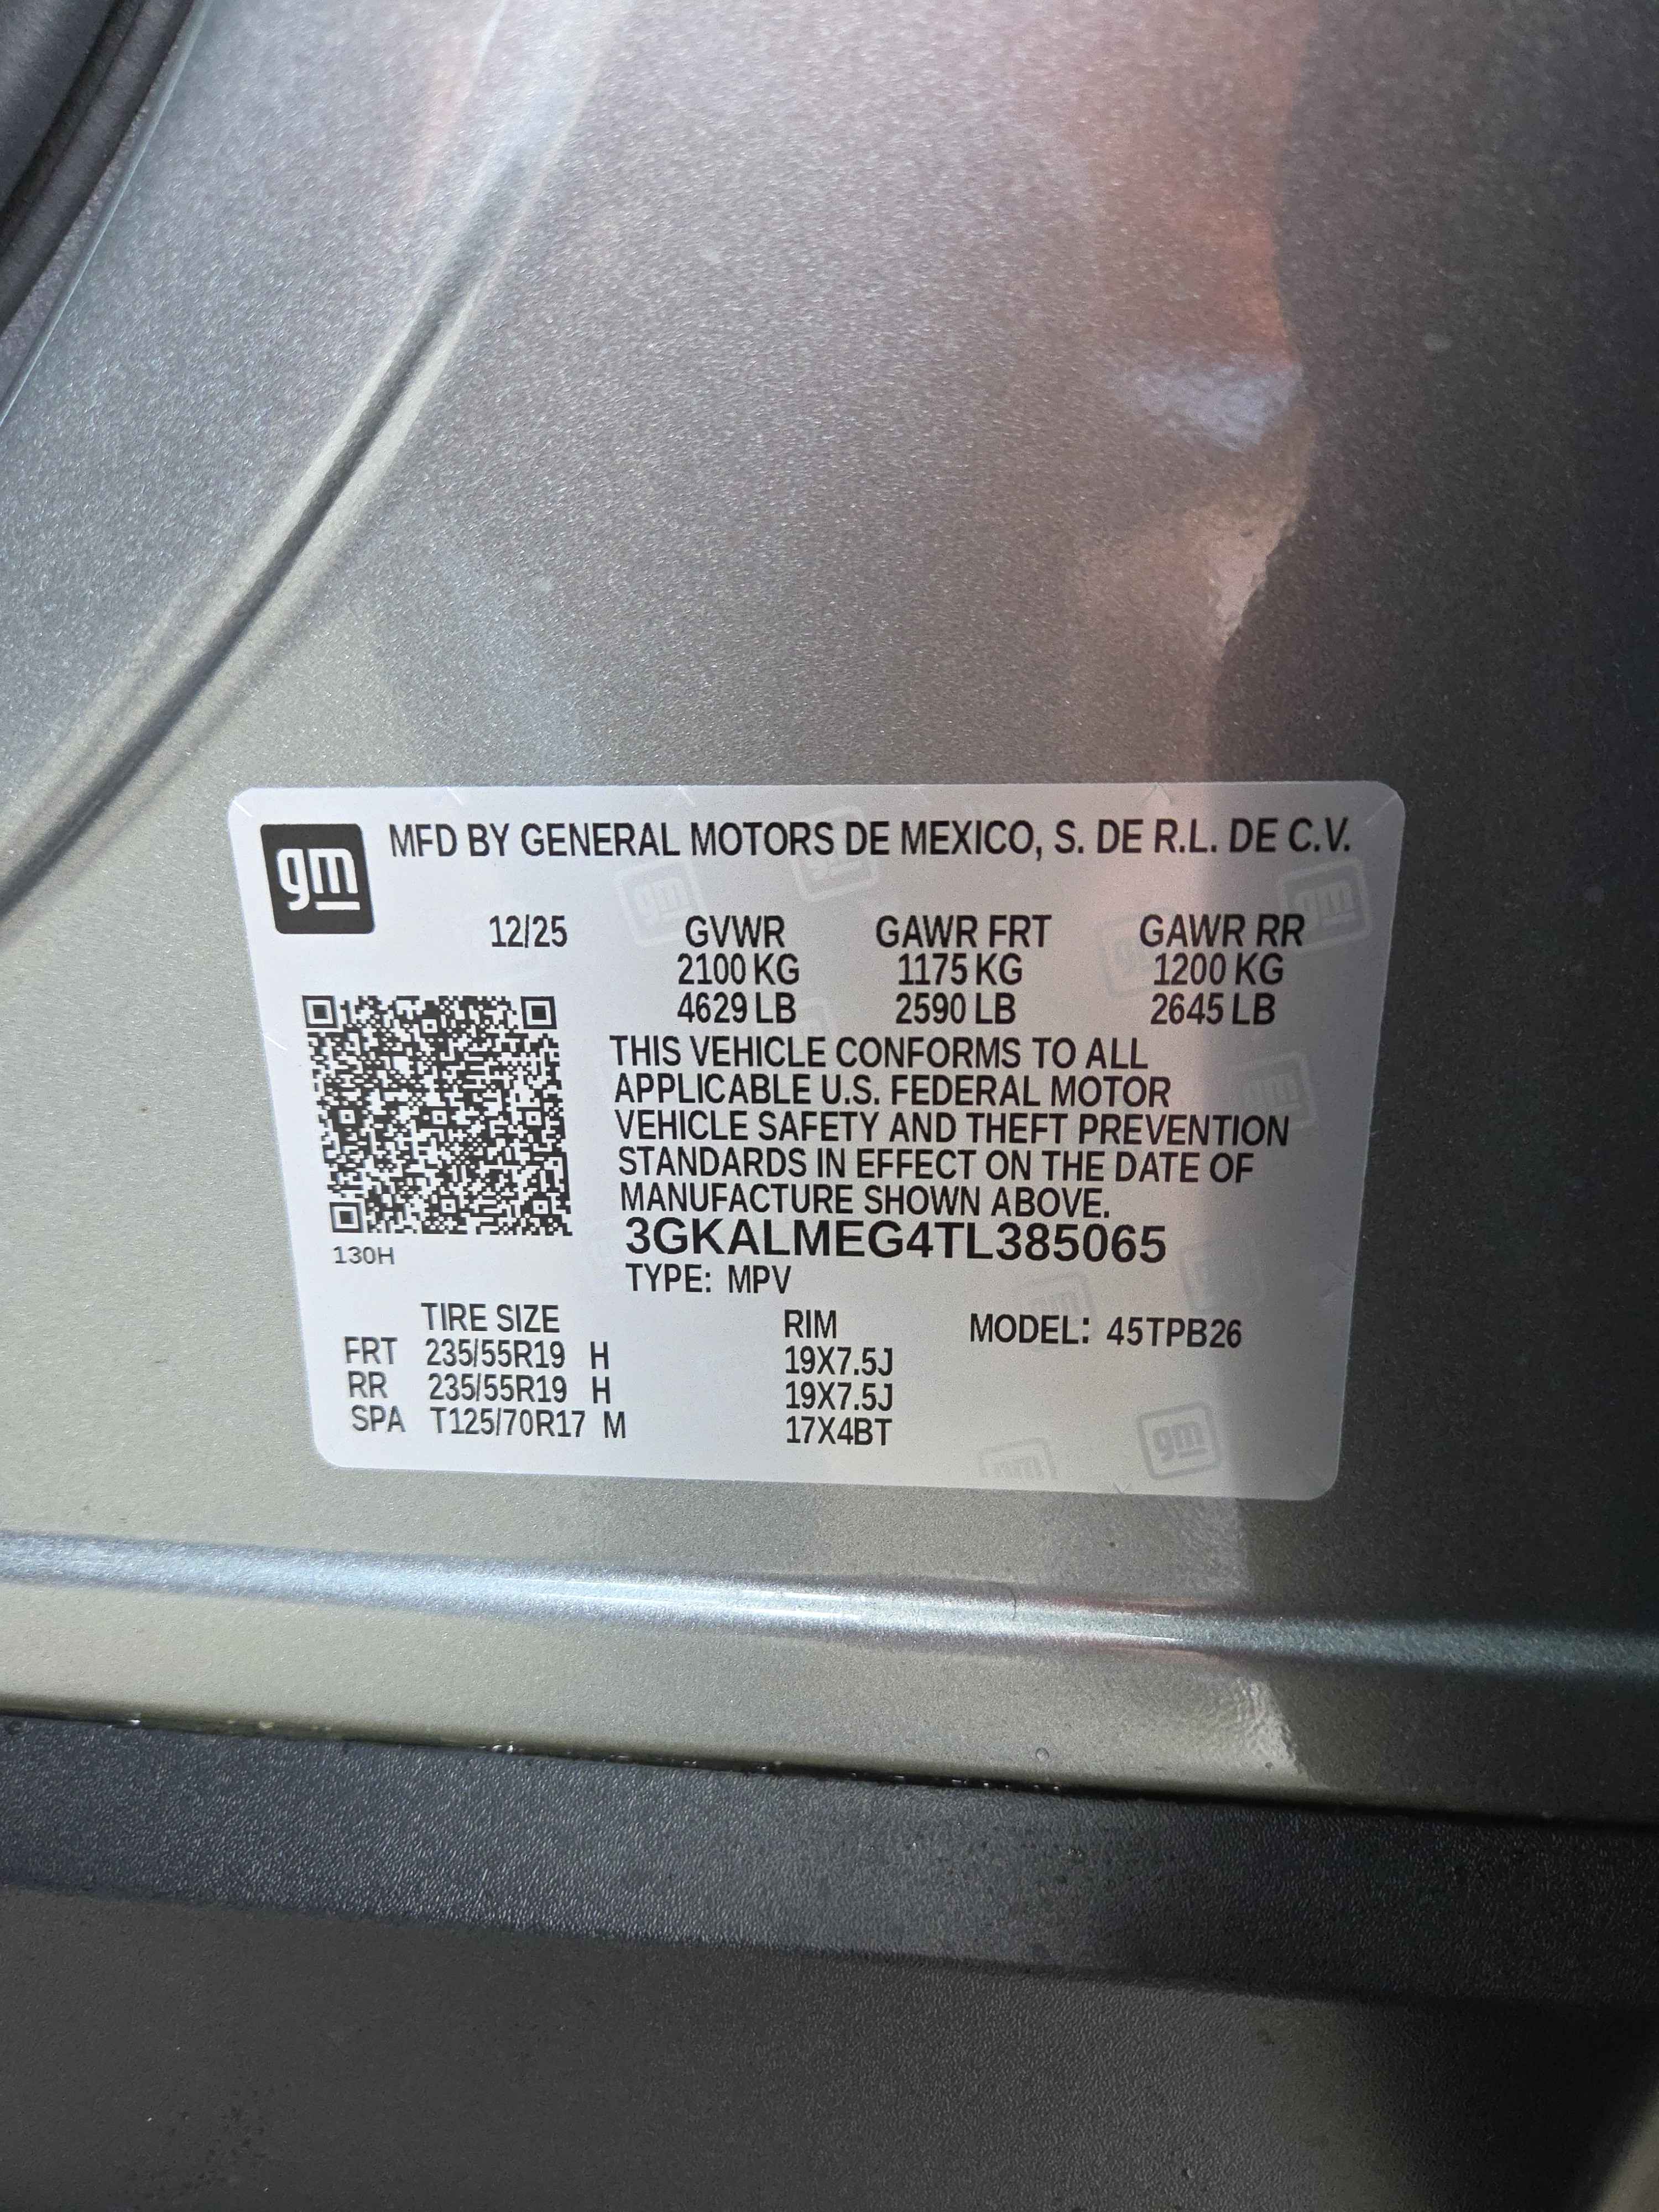 gm MFD BY GENERAL MOTORS DE MEXICO, S. DE R.L. DE C.V.
12/25 GVWR GAWR FRT GAWR RR
2100 KG 1175 KG 1200 KG
4629 LB 2590 LB 2645 LB
THIS VEHICLE CONFORMS TO ALL
APPLICABLE U.S. FEDERAL MOTOR
VEHICLE SAFETY AND THEFT PREVENTION
STANDARDS IN EFFECT ON THE DATE OF
MANUFACTURE SHOWN ABOVE.
3GKALMEG4TL385065
130H
TYPE: MPV
TIRE SIZE RIM MODEL: 45TPB26
FRT 235/55R19 H 19X7.5J
RR 235/55R19 H 19X7.5J
SPA T125/70R17 M 17X4BT
gm